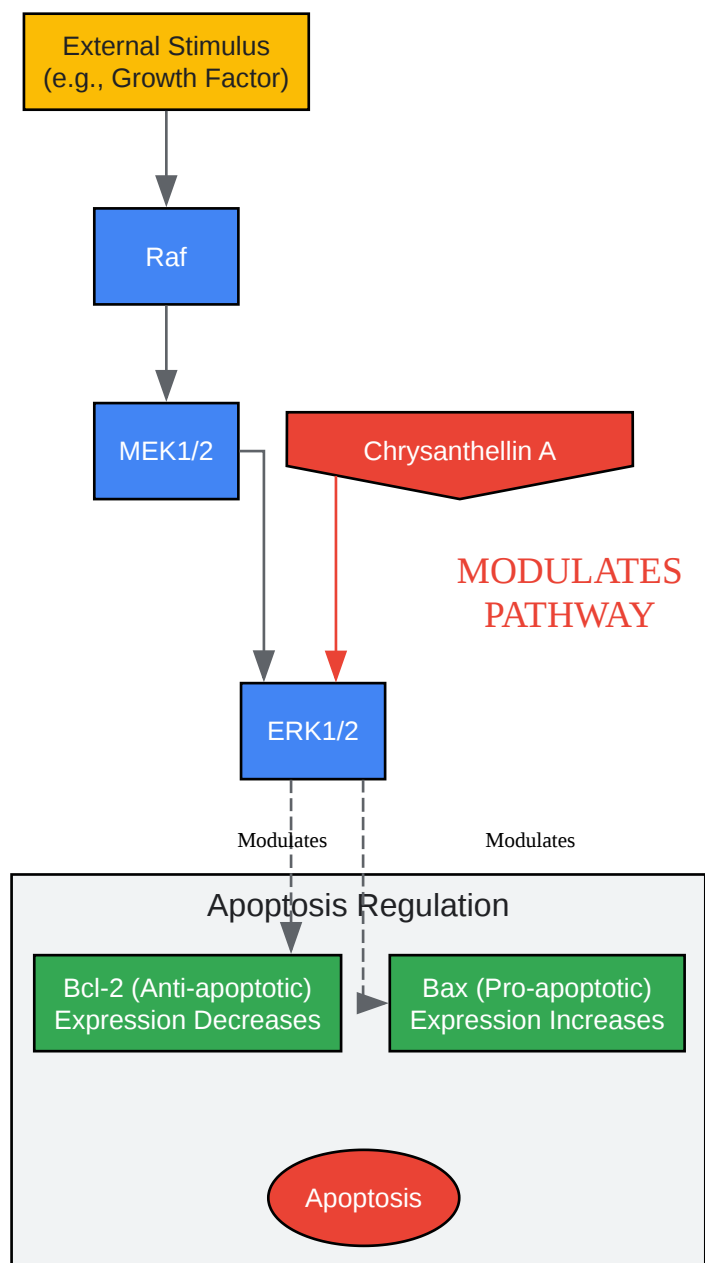 External Stimulus
(e.g., Growth Factor)
Raf
MEK1/2
Chrysanthellin A
MODULATES
PATHWAY
ERK1/2
Modulates
Modulates
Apoptosis Regulation
Bcl-2 (Anti-apoptotic)
Expression Decreases
Bax (Pro-apoptotic)
Expression Increases
Apoptosis